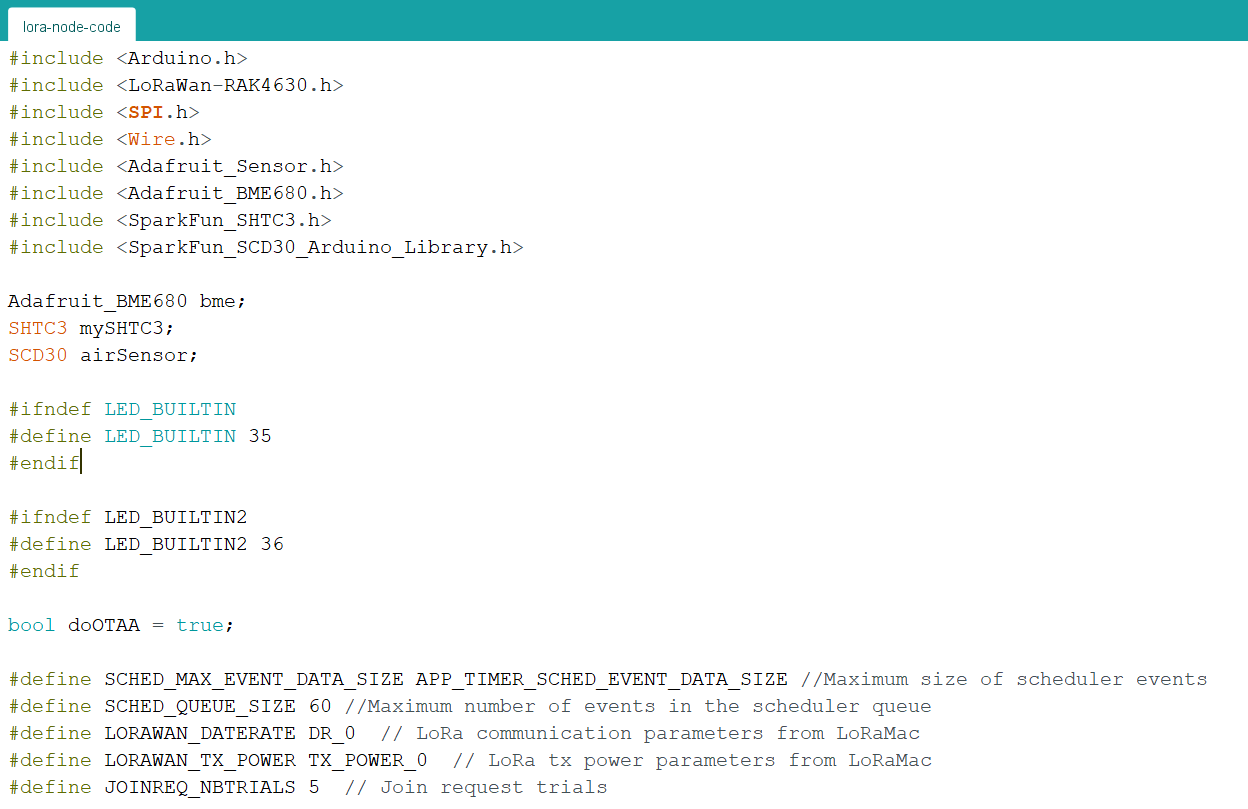 lora-node-code
#include <Arduino.h>
#include <LoRaWan-RAK4630.h>
#include <SPI.h>
#include <Wire.h>
#include <Adafruit_Sensor.h>
#include <Adafruit_BME680.h>
#include <SparkFun_SHTC3.h>
#include <SparkFun_SCD30_Arduino_Library.h>
Adafruit_BME680 bme;
SHTC3 mySHTC3;
SCD30 airSensor;
#ifndef LED_BUILTIN
#define LED_BUILTIN 35
#endif
#ifndef LED_BUILTIN2
#define LED_BUILTIN2 36
#endif
bool doOTAA = true;
#define SCHED_MAX_EVENT_DATA_SIZE APP_TIMER_SCHED_EVENT_DATA_SIZE //Maximum size of scheduler events
#define SCHED_QUEUE_SIZE 60 //Maximum number of events in the scheduler queue
#define LORAWAN_DATERATE DR_0  // LoRa communication parameters from LoRaMac
#define LORAWAN_TX_POWER TX_POWER_0  // LoRa tx power parameters from LoRaMac
#define JOINREQ_NBTRIALS 5  // Join request trials